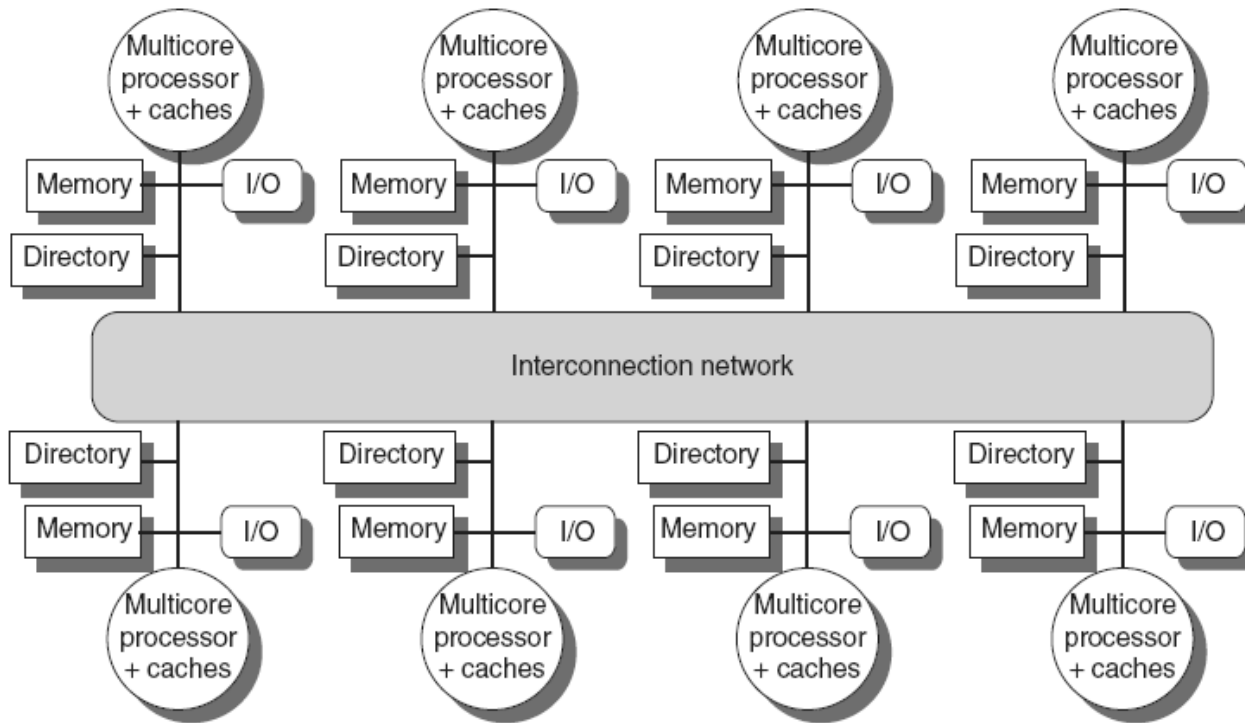 Multicore
processor
+ caches
Multicore
processor
+ caches
Multicore
processor
+ caches
Multicore
processor
+ caches
Memory
I/O
Memory
I/O
Memory
I/O
Memory
I/O
Directory
Directory
Directory
Directory
Interconnection network
Directory
Directory
Directory
Directory
Memory
I/O
Memory
I/O
Memory
I/O
Memory
I/O
Multicore
processor
+ caches
Multicore
processor
+ caches
Multicore
processor
+ caches
Multicore
processor
+ caches